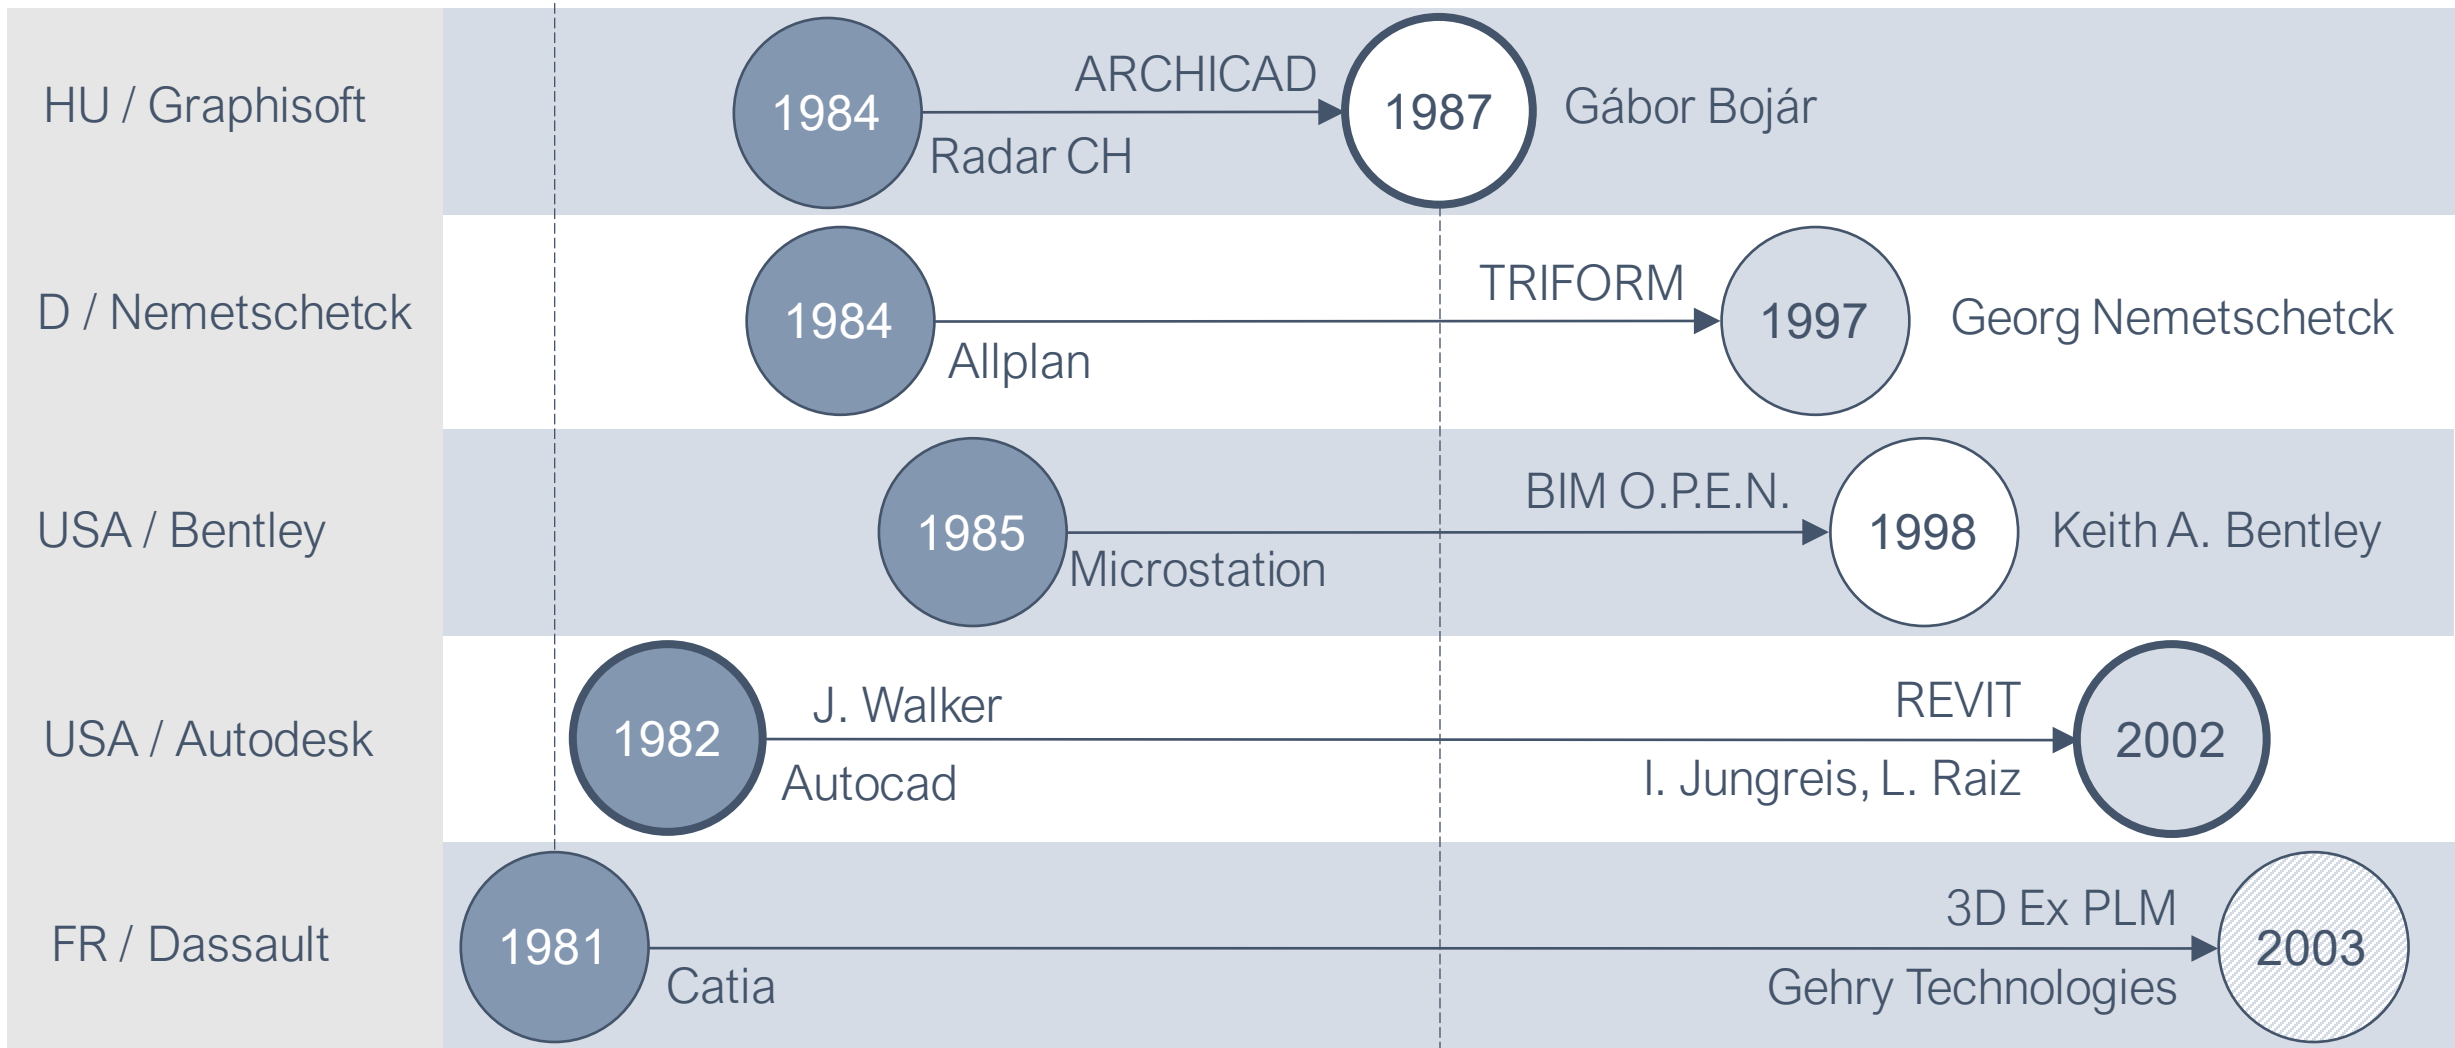 HU / Graphisoft
1984
ARCHICAD
Radar CH
1987
Gábor Bojár
D / Nemetschetck
1984
TRIFORM
Allplan
1997
Georg Nemetschetck
USA / Bentley
1985
BIM O.P.E.N.
Microstation
1998
Keith A. Bentley
USA / Autodesk
1982
J. Walker
Autocad
REVIT
I. Jungreis, L. Raiz
2002
FR / Dassault
1981
Catia
3D Ex PLM
Gehry Technologies
2003